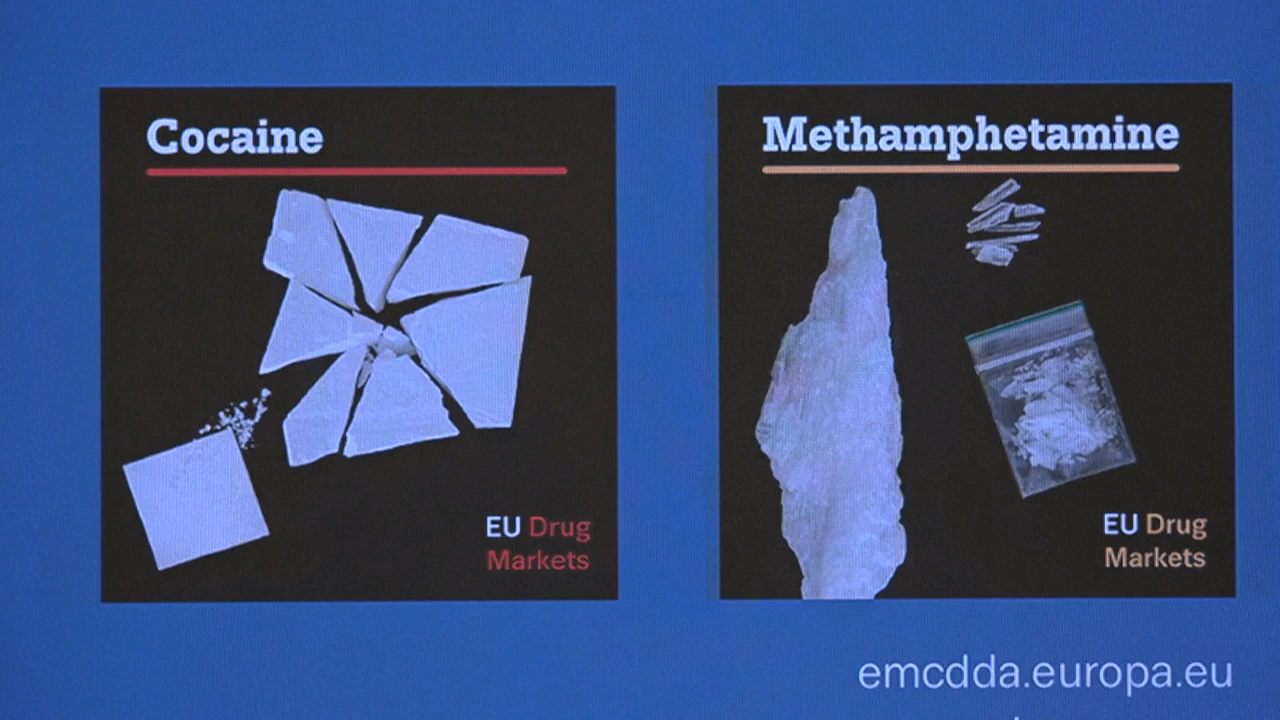 Cocaine
EU Drug
Markets
Methamphetamine
EU Drug
Markets
emcdda.europa.eu